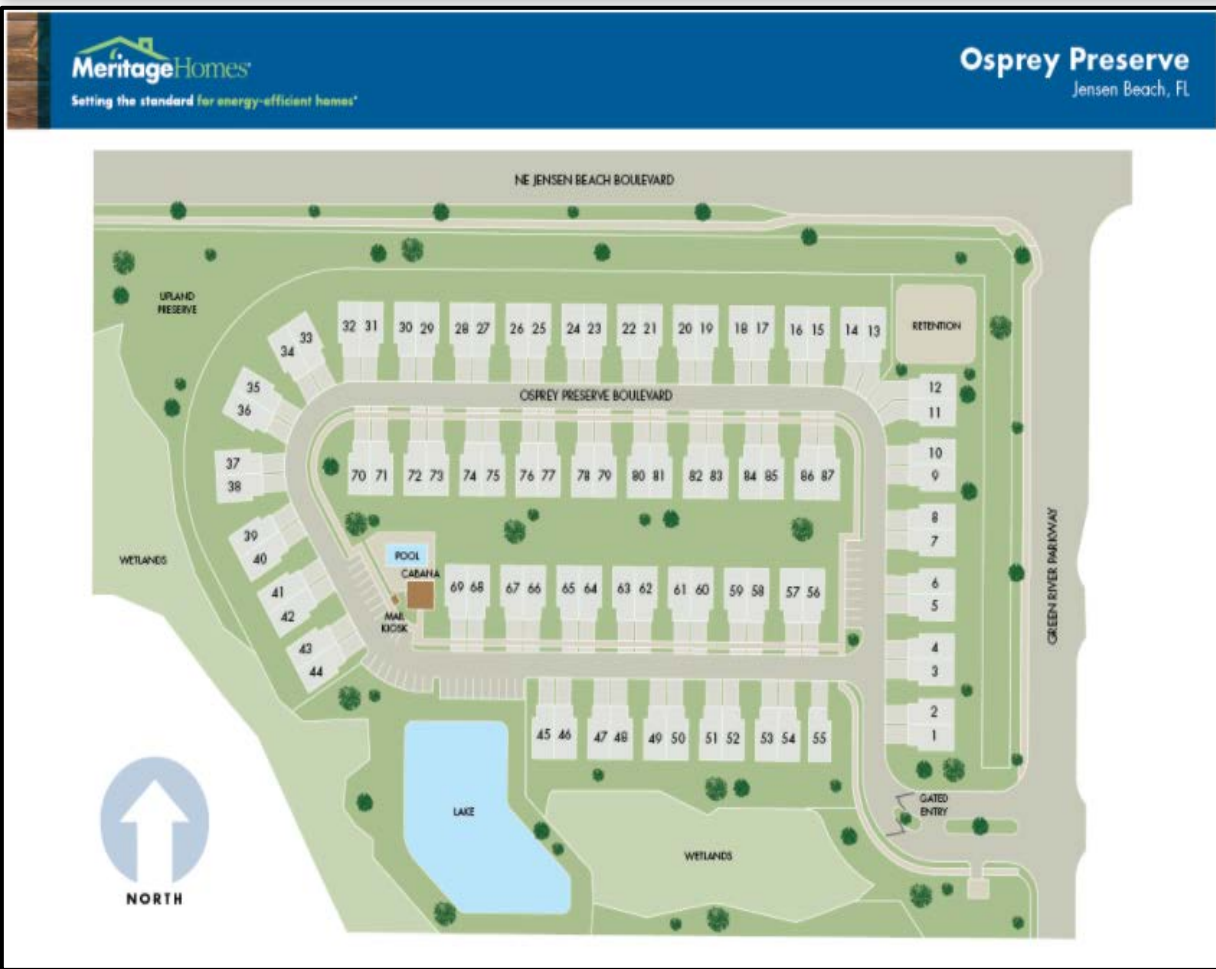 MeritageHomes®
Setting the standard for energy-efficient homes®
Osprey Preserve
Jensen Beach, FL
NE JENSEN BEACH BOULEVARD
UPLAND
PRESERVE
32 31 30 29 28 27 26 25 24 23 22 21 20 19 18 17 16 15 14 13
RETENTION
33
34
35
36
OSPREY PRESERVE BOULEVARD
12
11
37
38
70 71 72 73 74 75 76 77 78 79 80 81 82 83 84 85 86 87
10
9
39
40
8
7
WETLANDS
POOL
CABANA
MAIL
KIOSK
69 68 67 66 65 64 63 62 61 60 59 58 57 56
6
5
GREEN RIVER PARKWAY
41
42
43
44
4
3
45 46 47 48 49 50 51 52 53 54 55
2
1
GATED
ENTRY
LAKE
WETLANDS
NORTH